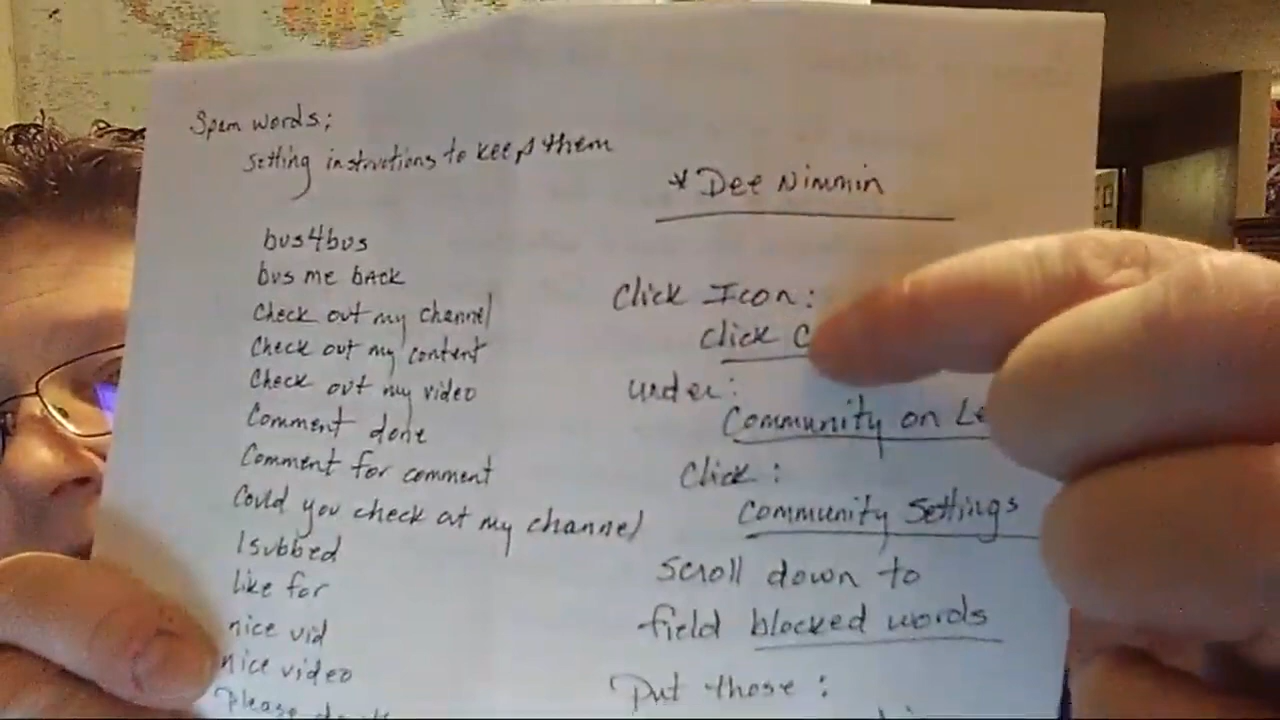 Spam words;
setting instructions to keep them
bus4bus
bus me back
Check out my channel
Check out my content
Check out my video
Comment done
Comment for comment
Could you check at my channel
I subbed
like for
nice vid
nice video
Please
*Dee Nimmin
Click Icon:
Click C
under:
Community on Le
Click:
Community Settings
scroll down to
field blocked words
Put those: